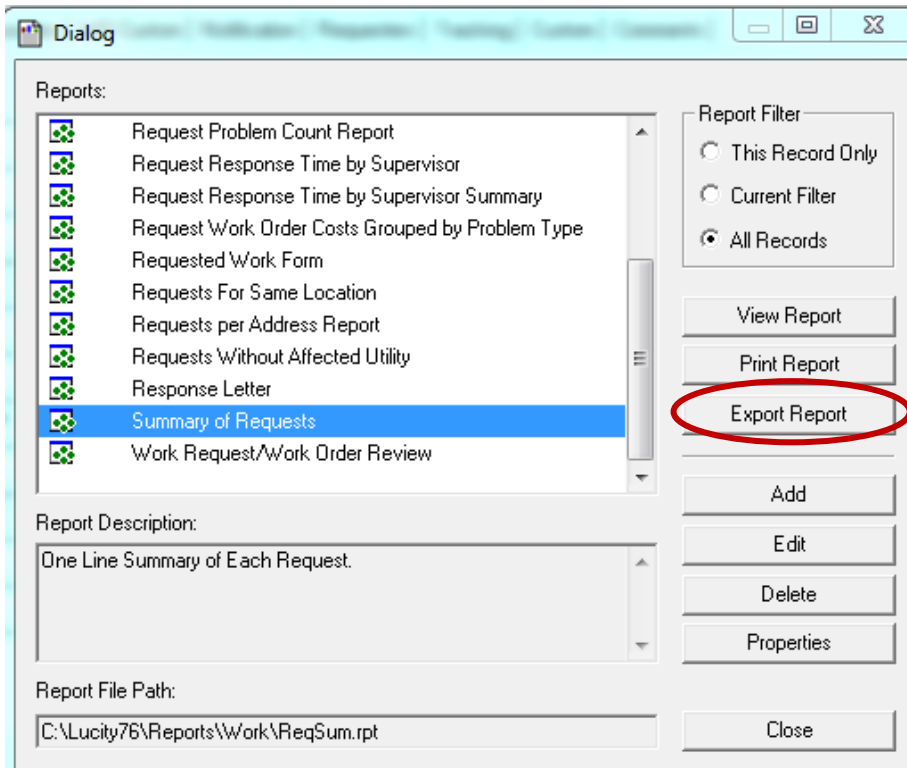 Dialog
Reports:
Request Problem Count Report
Request Response Time by Supervisor
Request Response Time by Supervisor Summary
Request Work Order Costs Grouped by Problem Type
Requested Work Form
Requests For Same Location
Requests per Address Report
Requests Without Affected Utility
Response Letter
Summary of Requests
Work Request/Work Order Review
Report Description:
One Line Summary of Each Request.
Report File Path:
C:\Lucity76\Reports\Work\ReqSum.rpt
Report Filter
This Record Only
Current Filter
All Records
View Report
Print Report
Export Report
Add
Edit
Delete
Properties
Close